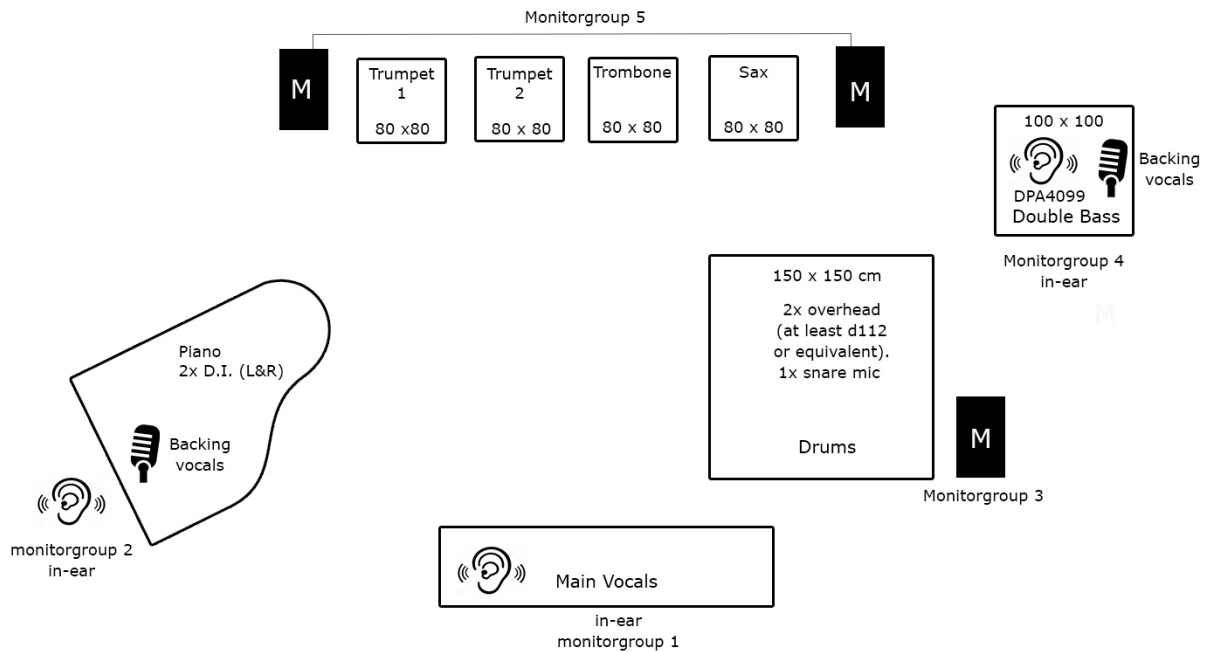 Monitorgroup 5
M
Trumpet
1
80 x80
Trumpet
2
80 x 80
Trombone
80 x 80
Sax
80 x 80
M
100 x 100
DPA4099
Double Bass
Backing
vocals
Monitorgroup 4
in-ear
M
150 x 150 cm
2x overhead
(at least d112
or equivalent).
1x snare mic
Drums
M
Monitorgroup 3
Piano
2x D.I. (L&R)
Backing
vocals
monitorgroup 2
in-ear
Main Vocals
in-ear
monitorgroup 1